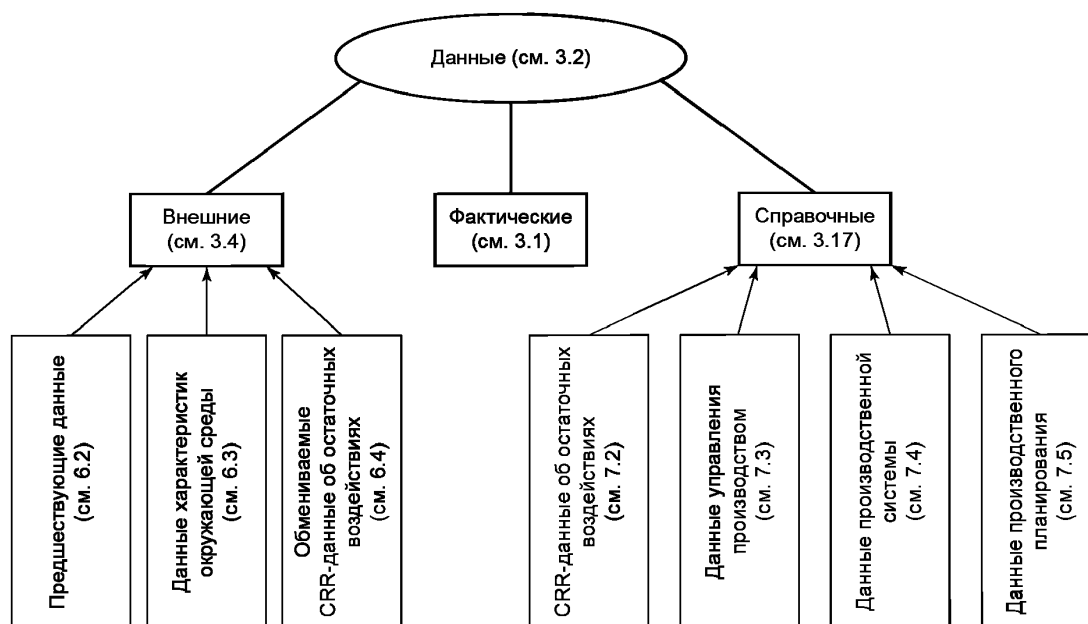 Данные (см. 3.2)
Внешние
(см. 3.4)
Фактические
(см. 3.1)
Справочные
(см. 3.17)
Предшествующие данные
(см. 6.2)
Данные характеристик
окружающей среды
(см. 6.3)
Обмениваемые
CRR-данные об остаточных
воздействиях
(см. 6.4)
CRR-данные об остаточных
воздействиях
(см. 7.2)
Данные управления
производством
(см. 7.3)
Данные производственной
системы
(см. 7.4)
Данные производственного
планирования
(см. 7.5)